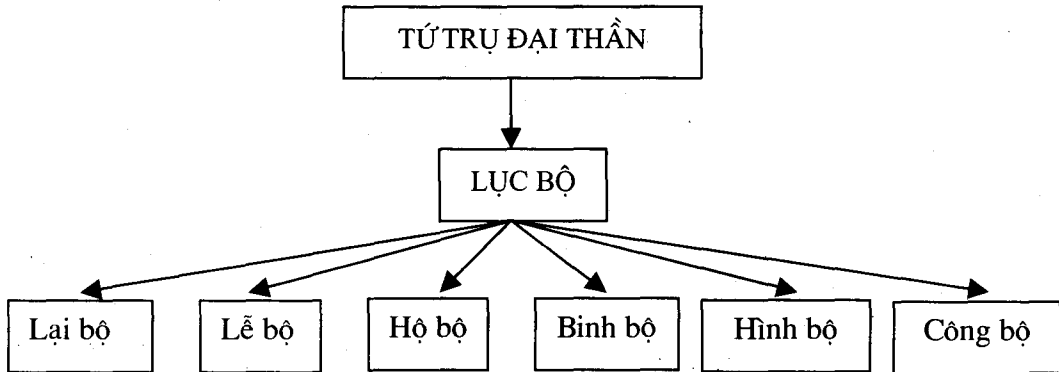 TỨ TRỤ ĐẠI THẦN
LỤC BỘ
Lại bộ
Lễ bộ
Hộ bộ
Binh bộ
Hình bộ
Công bộ